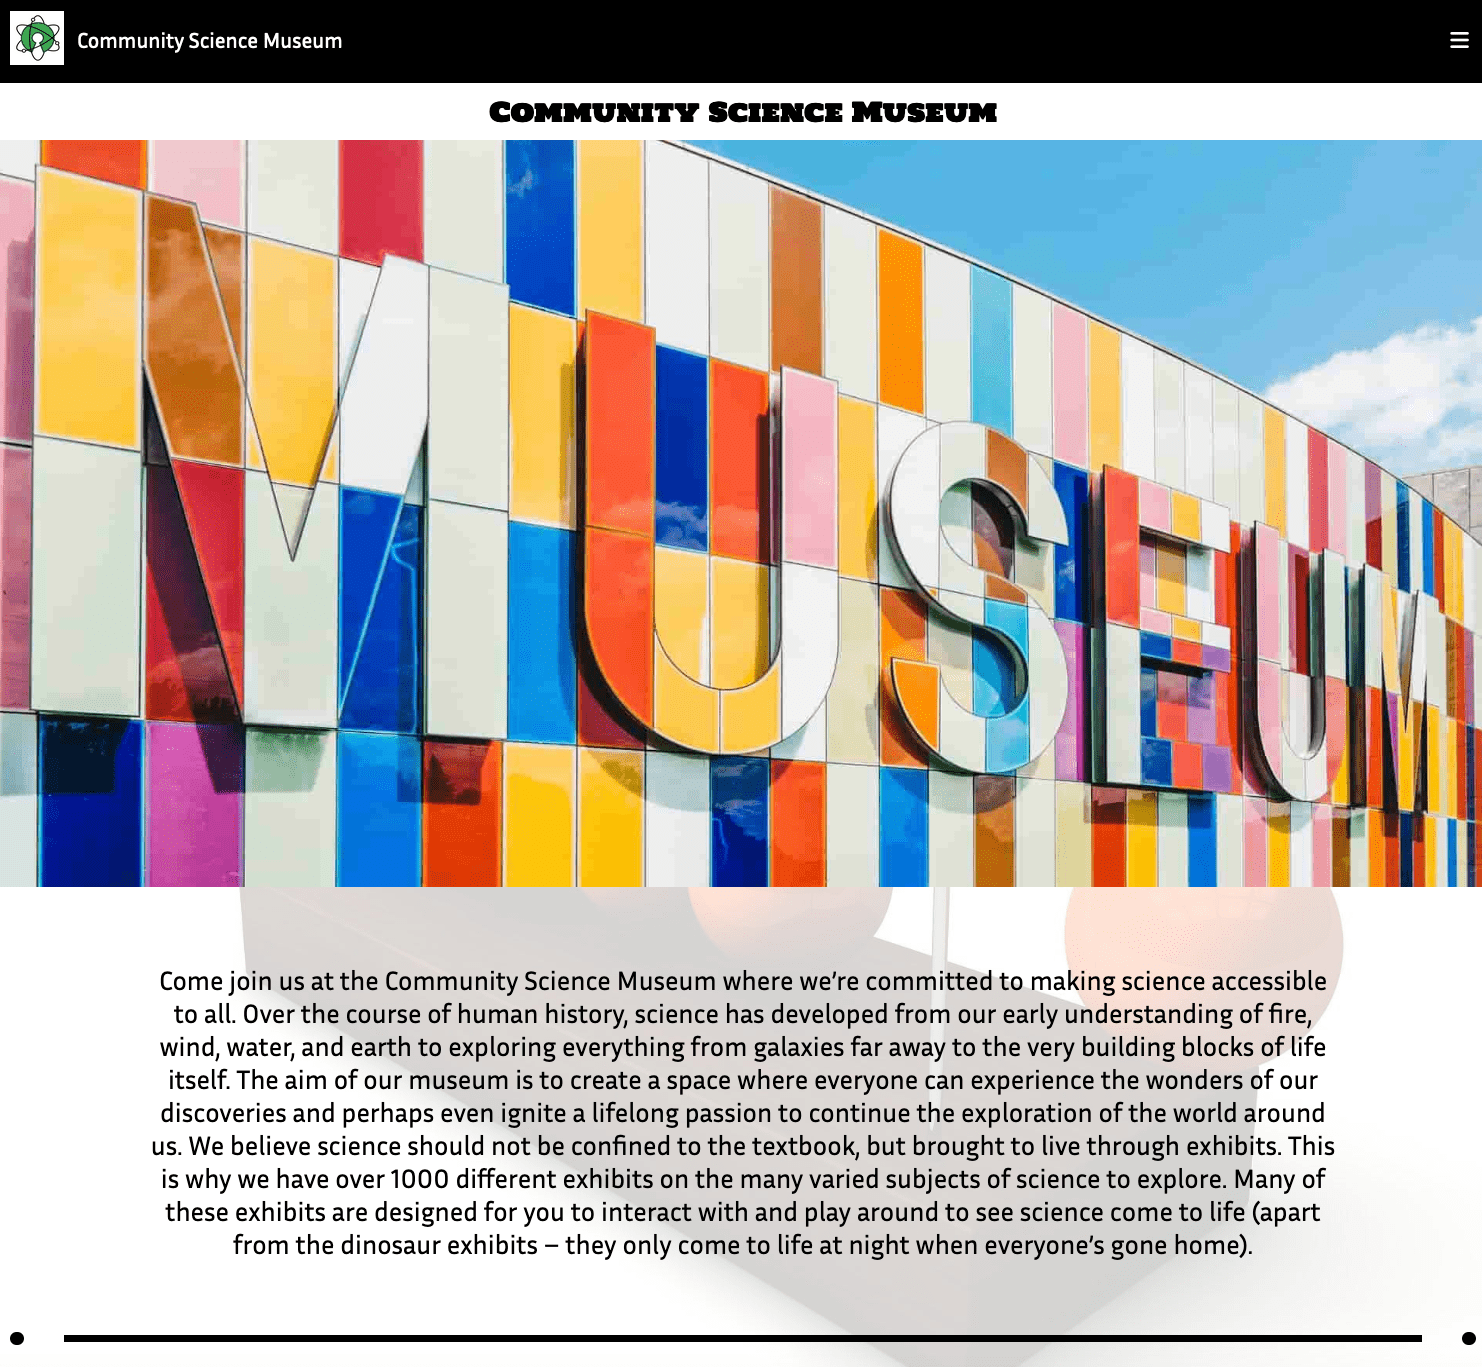 Community Science Museum
Community Science Museum
MUSEUM
Come join us at the Community Science Museum where we’re committed to making science accessible
to all. Over the course of human history, science has developed from our early understanding of fire,
wind, water, and earth to exploring everything from galaxies far away to the very building blocks of life
itself. The aim of our museum is to create a space where everyone can experience the wonders of our
discoveries and perhaps even ignite a lifelong passion to continue the exploration of the world around
us. We believe science should not be confined to the textbook, but brought to live through exhibits. This
is why we have over 1000 different exhibits on the many varied subjects of science to explore. Many of
these exhibits are designed for you to interact with and play around to see science come to life (apart
from the dinosaur exhibits – they only come to life at night when everyone’s gone home).